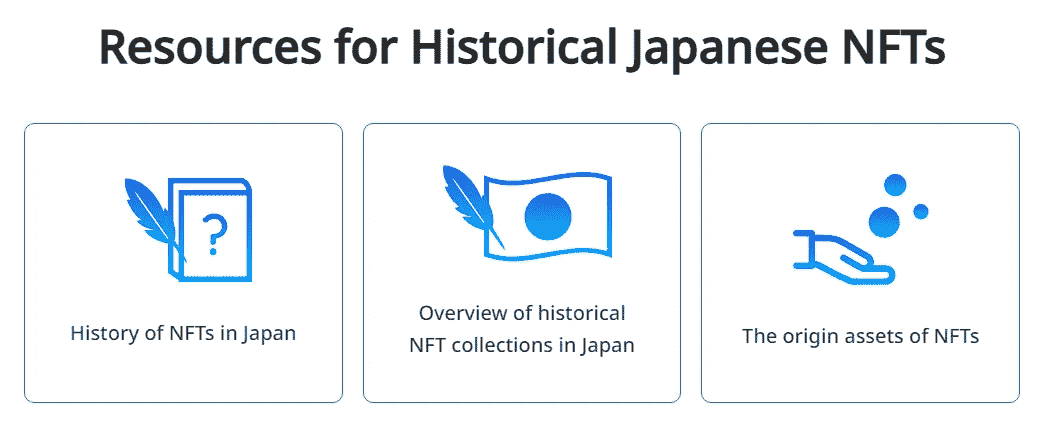 Resources for Historical Japanese NFTs
?
History of NFTs in Japan
Overview of historical
NFT collections in Japan
The origin assets of NFTs